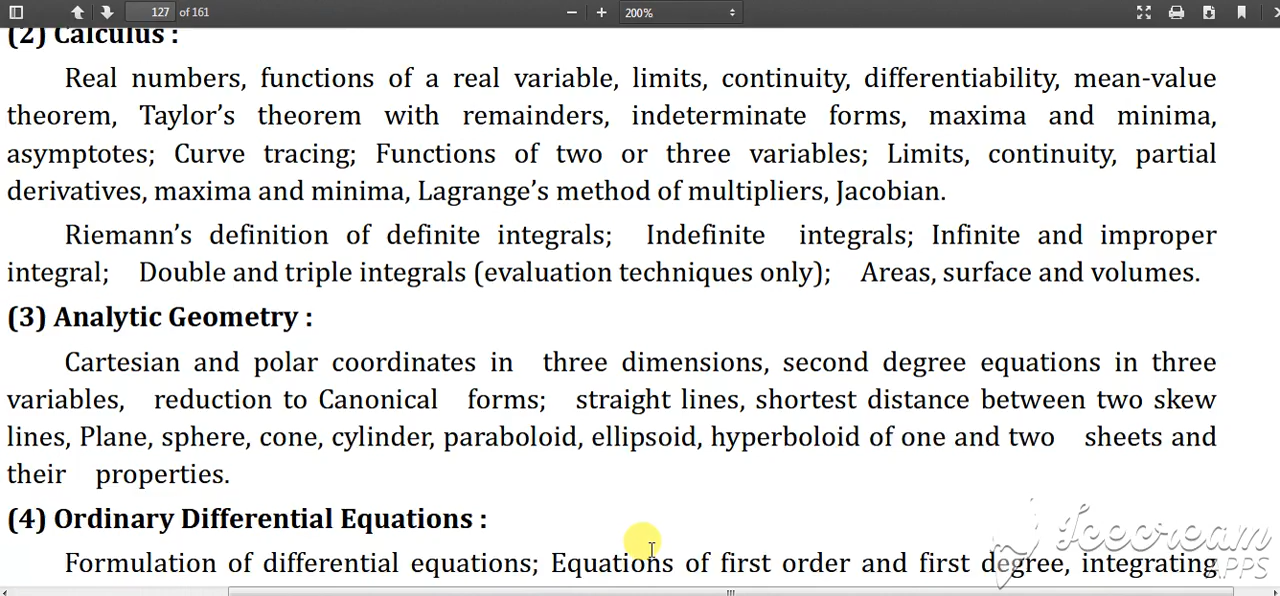 127 of 161
200%
(2) Calculus :
Real numbers, functions of a real variable, limits, continuity, differentiability, mean-value
theorem, Taylor’s theorem with remainders, indeterminate forms, maxima and minima,
asymptotes; Curve tracing; Functions of two or three variables; Limits, continuity, partial
derivatives, maxima and minima, Lagrange’s method of multipliers, Jacobian.
Riemann’s definition of definite integrals; Indefinite integrals; Infinite and improper
integral; Double and triple integrals (evaluation techniques only); Areas, surface and volumes.
(3) Analytic Geometry :
Cartesian and polar coordinates in three dimensions, second degree equations in three
variables, reduction to Canonical forms; straight lines, shortest distance between two skew
lines, Plane, sphere, cone, cylinder, paraboloid, ellipsoid, hyperboloid of one and two sheets and
their properties.
(4) Ordinary Differential Equations :
Formulation of differential equations; Equations of first order and first degree, integrating
Icecream
APPS